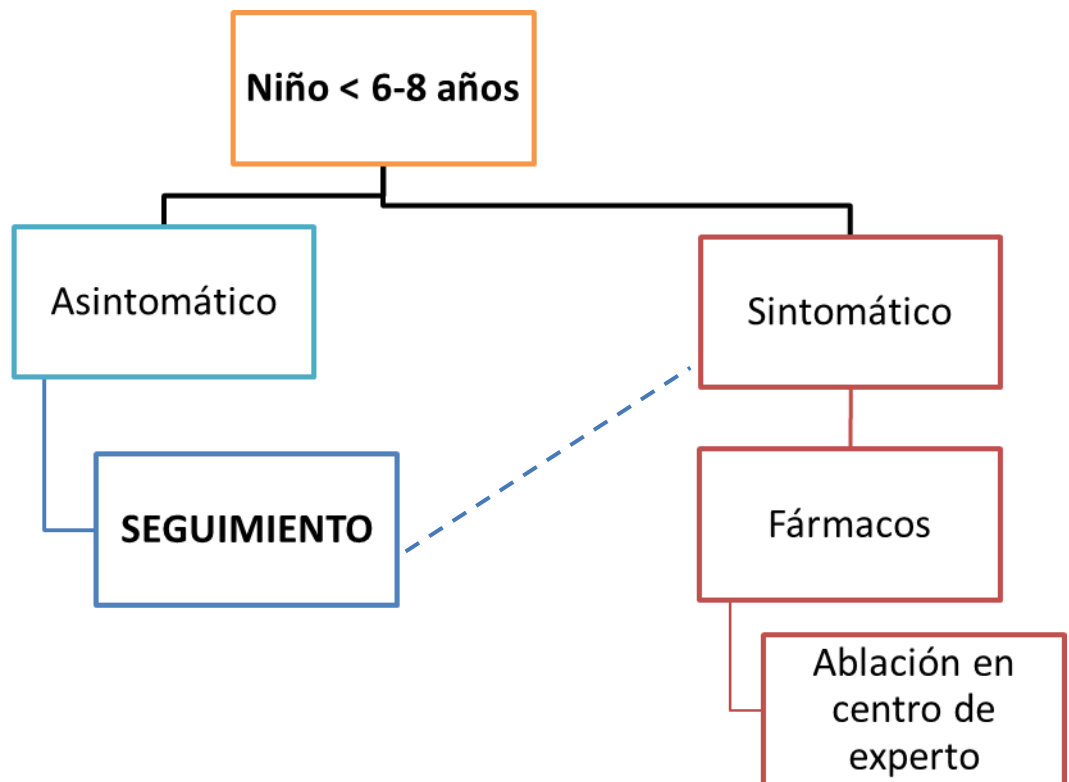 Niño < 6-8 años
Asintomático
Sintomático
SEGUIMIENTO
Fármacos
Ablación en
centro de
experto